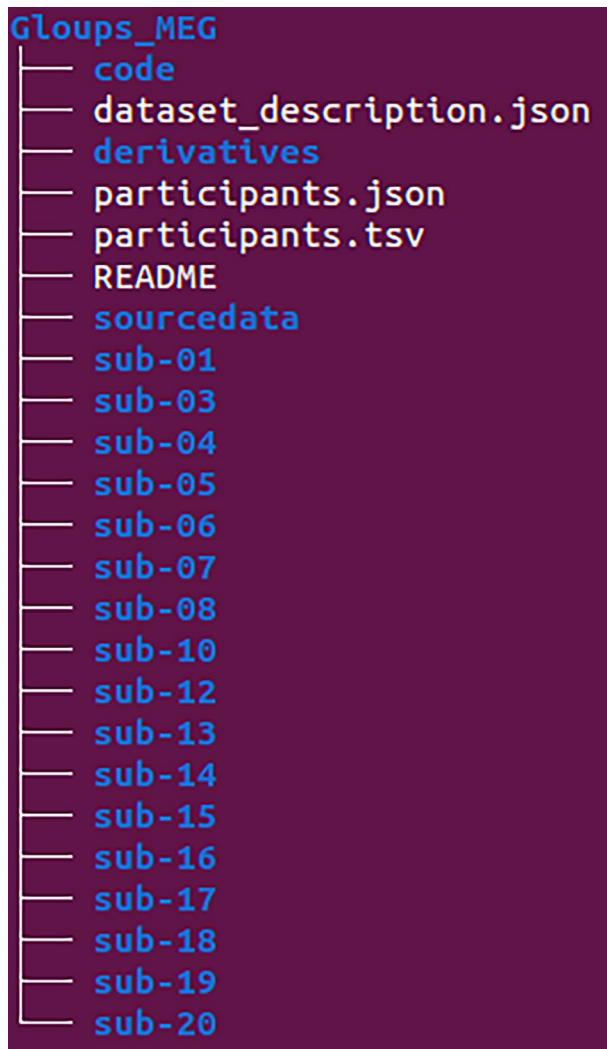 Gloups_MEG
code
dataset_description.json
derivatives
participants.json
participants.tsv
README
sourcedata
sub-01
sub-03
sub-04
sub-05
sub-06
sub-07
sub-08
sub-10
sub-12
sub-13
sub-14
sub-15
sub-16
sub-17
sub-18
sub-19
sub-20